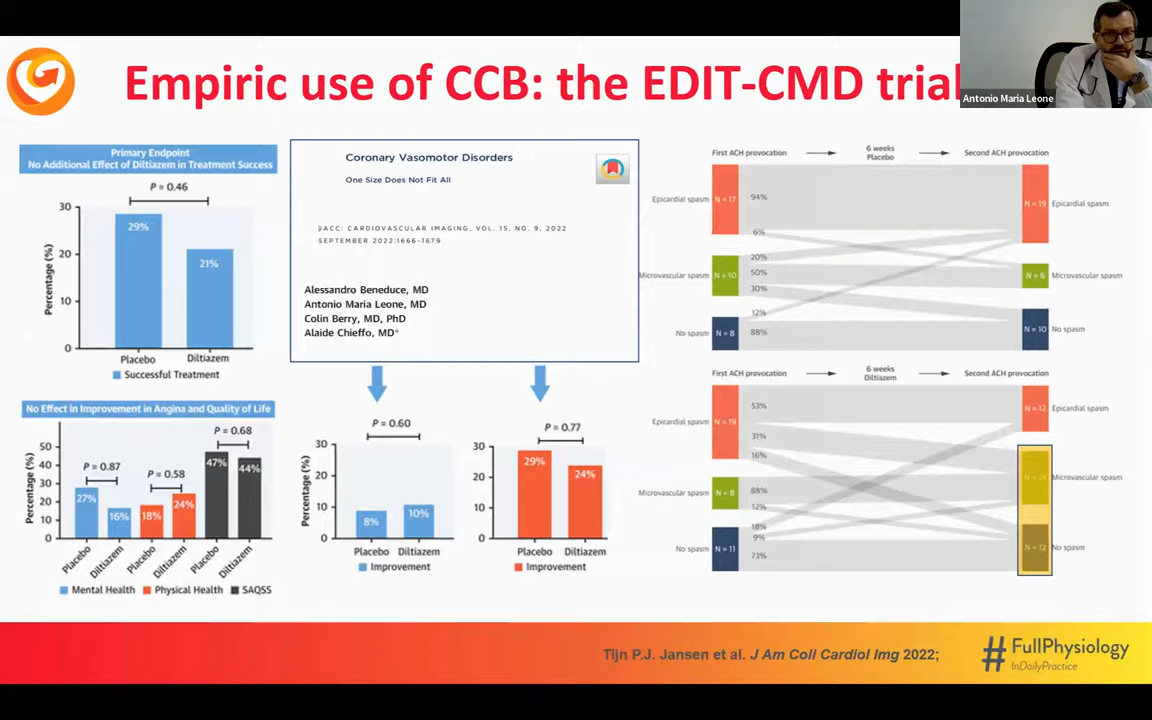 Empiric use of CCB: the EDIT-CMD trial
Antonio Maria Leone
Primary Endpoint
No Additional Effect of Diltiazem in Treatment Success
P = 0.46
Percentage (%)
30
20
10
0
29%
21%
Placebo
Diltiazem
Successful Treatment
No Effect in Improvement in Angina and Quality of Life
Percentage (%)
50
40
30
20
10
0
P = 0.87
P = 0.58
P = 0.68
27%
16%
18%
24%
47%
44%
Placebo
Diltiazem
Placebo
Diltiazem
Placebo
Diltiazem
Mental Health
Physical Health
SAQSS
Coronary Vasomotor Disorders
One Size Does Not Fit All
JACC: CARDIOVASCULAR IMAGING, VOL. 15, NO. 9, 2022
SEPTEMBER 2022:1666–1679
Alessandro Beneduce, MD
Antonio Maria Leone, MD
Colin Berry, MD, PhD
Alaide Chieffo, MD*
P = 0.60
Percentage (%)
30
20
10
0
8%
10%
Placebo
Diltiazem
Improvement
P = 0.77
30
20
10
0
29%
24%
Placebo
Diltiazem
Improvement
First ACH provocation
6 weeks
Placebo
Second ACH provocation
Epicardial spasm
N = 17
94%
6%
N = 19
Epicardial spasm
Microvascular spasm
N = 10
20%
50%
30%
N = 6
Microvascular spasm
No spasm
N = 8
12%
88%
N = 10
No spasm
First ACH provocation
6 weeks
Diltiazem
Second ACH provocation
Epicardial spasm
N = 19
53%
31%
16%
N = 12
Epicardial spasm
Microvascular spasm
N = 8
88%
12%
Microvascular spasm
No spasm
N = 11
18%
9%
73%
N = 12
No spasm
Tijn P.J. Jansen et al. J Am Coll Cardiol Img 2022;
#FullPhysiology
InDailyPractice